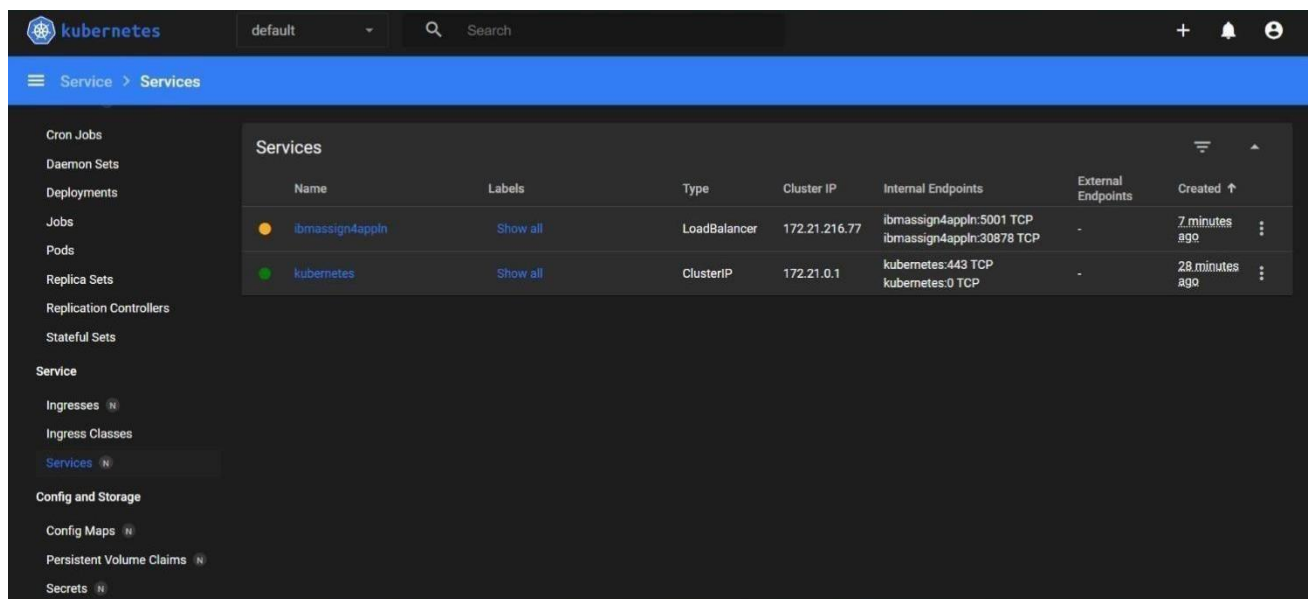 kubernetes default Search
Service > Services
Cron Jobs
Daemon Sets
Deployments
Jobs
Pods
Replica Sets
Replication Controllers
Stateful Sets
Service
Ingresses N
Ingress Classes
Services N
Config and Storage
Config Maps N
Persistent Volume Claims N
Secrets N
Services
Name Labels Type Cluster IP Internal Endpoints External Endpoints Created
ibmassign4appln Show all LoadBalancer 172.21.216.77 ibmassign4appln:5001 TCP - 7 minutes
ibmassign4appln:30878 TCP ago
kubernetes Show all ClusterIP 172.21.0.1 kubernetes:443 TCP - 28 minutes
kubernetes:0 TCP ago